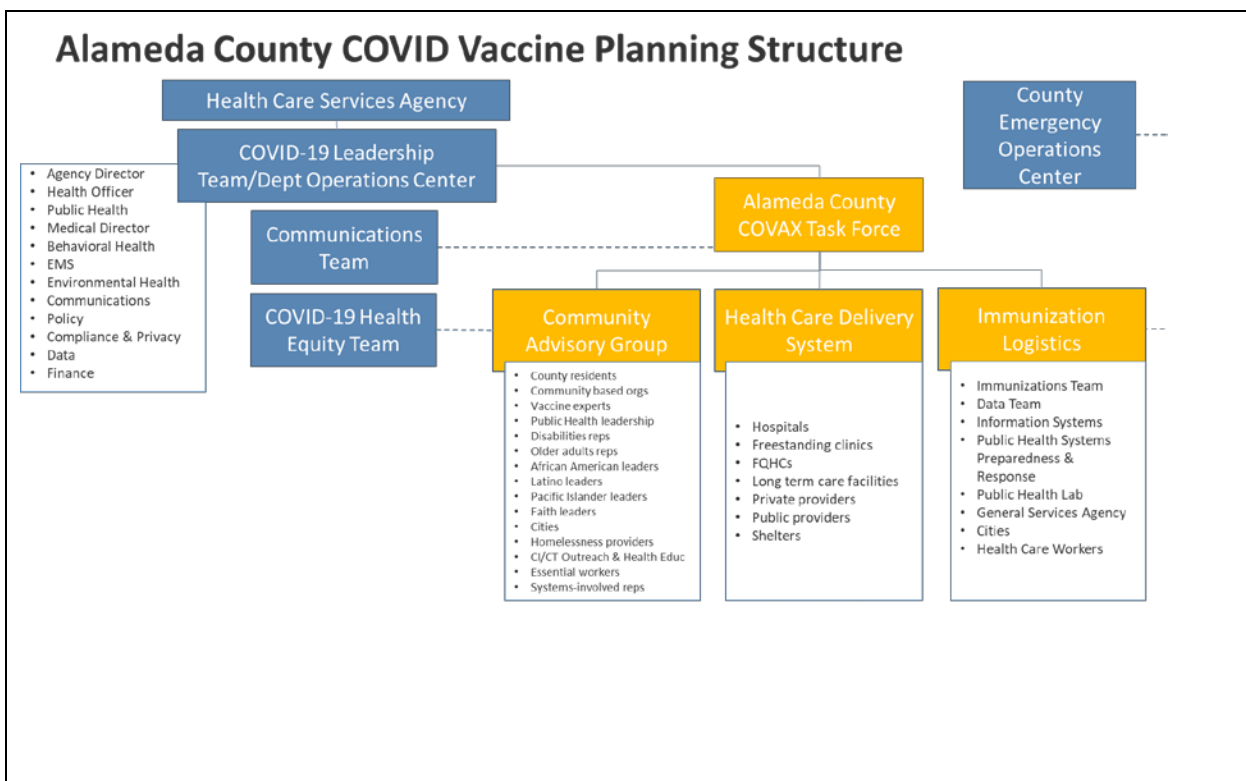 Alameda County COVID Vaccine Planning Structure
Health Care Services Agency
COVID-19 Leadership
Team/Dept Operations Center
• Agency Director
• Health Officer
• Public Health
• Medical Director
• Behavioral Health
• EMS
• Environmental Health
• Communications
• Policy
• Compliance & Privacy
• Data
• Finance
County
Emergency
Operations
Center
Alameda County
COVAX Task Force
Communications
Team
COVID-19 Health
Equity Team
Community
Advisory Group
• County residents
• Community based orgs
• Vaccine experts
• Public Health leadership
• Disabilities reps
• Older adults reps
• African American leaders
• Latino leaders
• Pacific Islander leaders
• Faith leaders
• Cities
• Homelessness providers
• CI/CT Outreach & Health Educ
• Essential workers
• Systems-involved reps
Health Care Delivery
System
• Hospitals
• Freestanding clinics
• FQHCs
• Long term care facilities
• Private providers
• Public providers
• Shelters
Immunization
Logistics
• Immunizations Team
• Data Team
• Information Systems
• Public Health Systems
Preparedness &
Response
• Public Health Lab
• General Services Agency
• Cities
• Health Care Workers